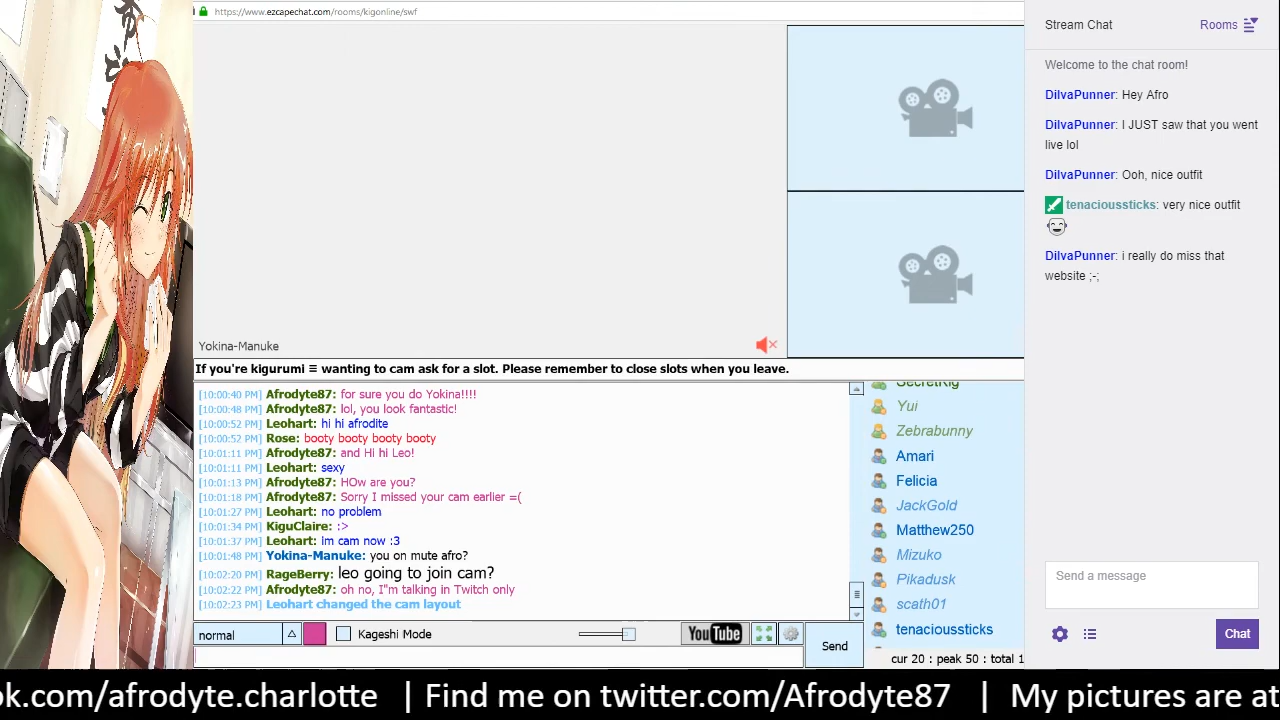 https://www.ezcapechat.com/rooms/kigonline/swf
Yokina-Manuke
If you're kigurumi ≡ wanting to cam ask for a slot. Please remember to close slots when you leave.
[10:00:40 PM] Afrodyte87: for sure you do Yokina!!!!
[10:00:48 PM] Afrodyte87: lol, you look fantastic!
[10:00:52 PM] Leohart: hi hi afrodite
[10:00:52 PM] Rose: booty booty booty booty
[10:01:11 PM] Afrodyte87: and Hi hi Leo!
[10:01:11 PM] Leohart: sexy
[10:01:13 PM] Afrodyte87: HOw are you?
[10:01:18 PM] Afrodyte87: Sorry I missed your cam earlier =(
[10:01:27 PM] Leohart: no problem
[10:01:34 PM] KiguClaire: :>
[10:01:37 PM] Leohart: im cam now :3
[10:01:48 PM] Yokina-Manuke: you on mute afro?
[10:02:20 PM] RageBerry: leo going to join cam?
[10:02:22 PM] Afrodyte87: oh no, I"m talking in Twitch only
[10:02:23 PM] Leohart changed the cam layout
SecretKig
Yui
Zebrabunny
Amari
Felicia
JackGold
Matthew250
Mizuko
Pikadusk
scath01
tenaciousticks
normal
Kageshi Mode
YouTube
Send
cur 20 : peak 50 : total 1
Stream Chat
Rooms
Welcome to the chat room!
DilvaPunner: Hey Afro
DilvaPunner: I JUST saw that you went
live lol
DilvaPunner: Ooh, nice outfit
tenaciousssticks: very nice outfit
DilvaPunner: i really do miss that
website ;-;
Send a message
Chat
ok.com/afrodyte.charlotte | Find me on twitter.com/Afrodyte87 | My pictures are at